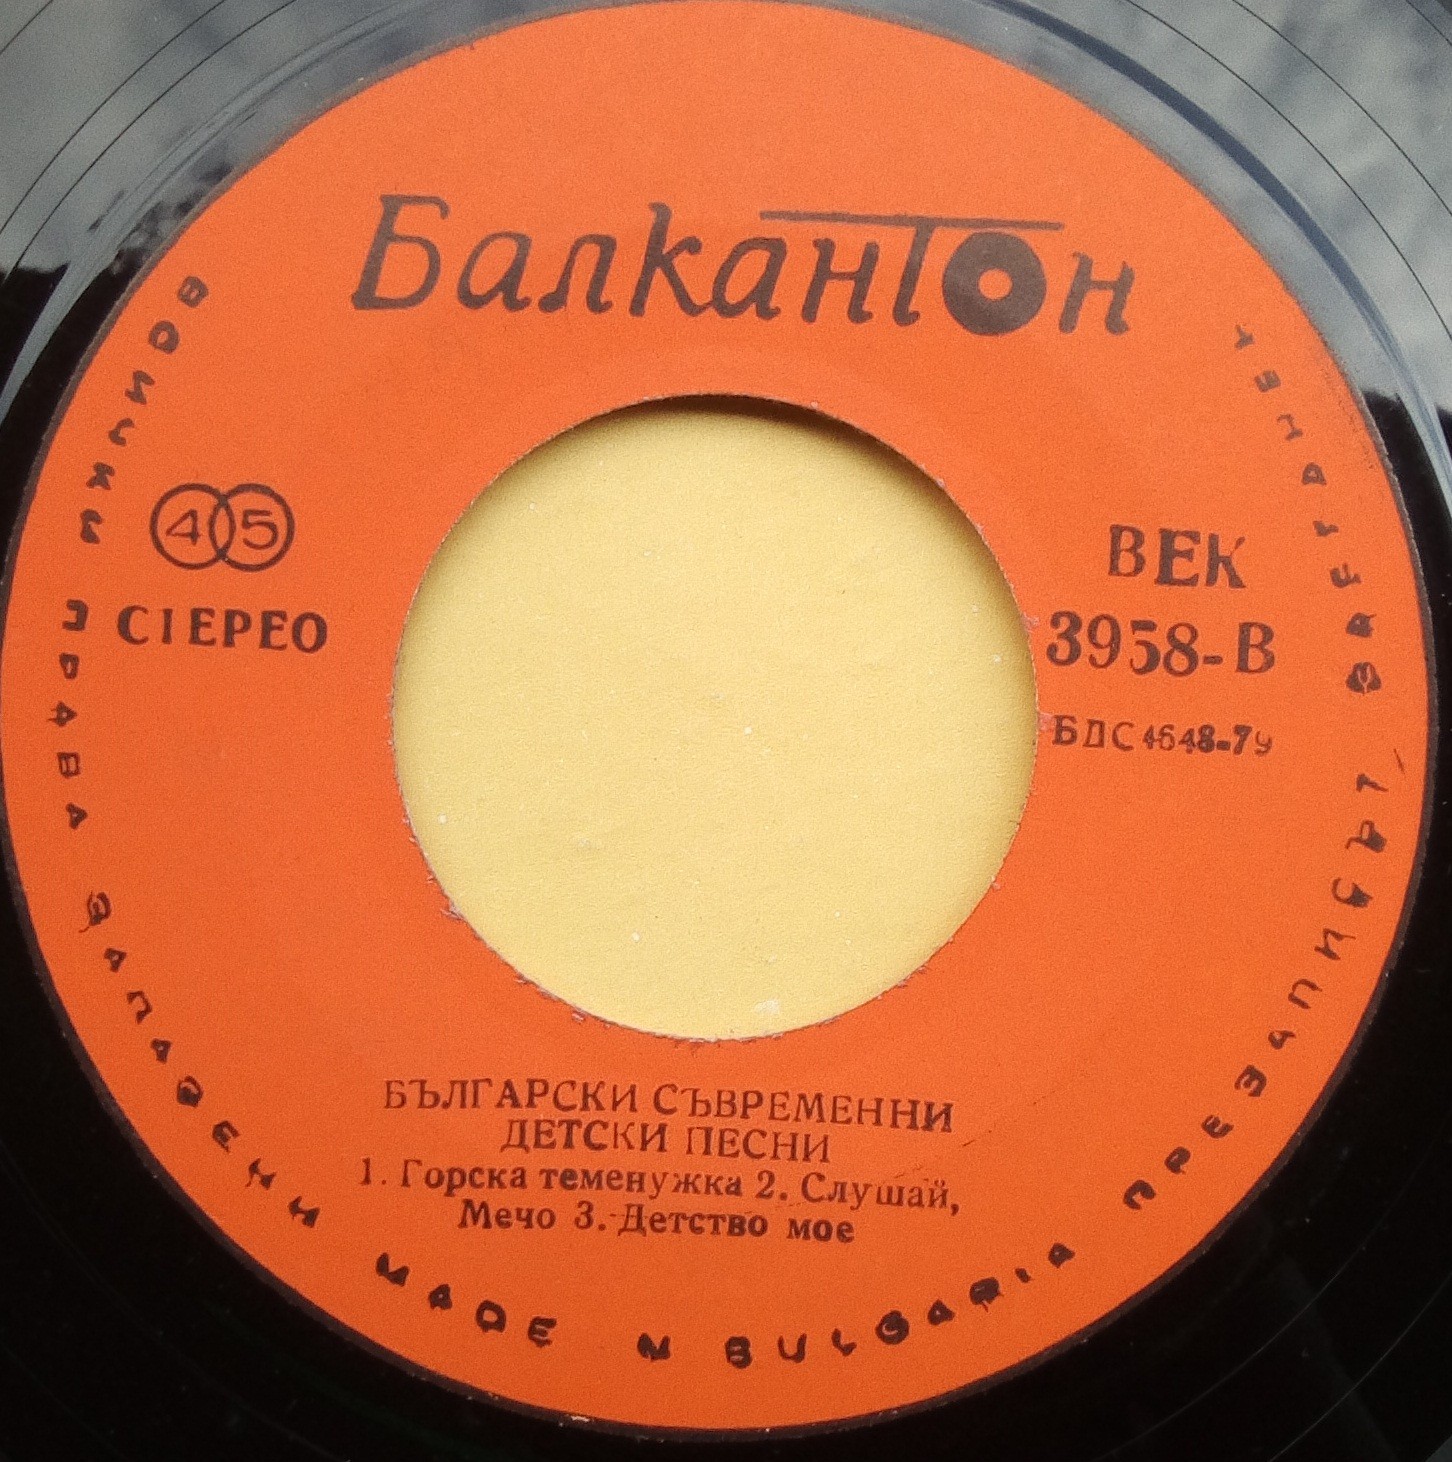 Балкантон
45
СТЕРЕО
ВЕК
3958-В
БДС 4648-79
БЪЛГАРСКИ СЪВРЕМЕННИ
ДЕТСКИ ПЕСНИ
1. Горска теменужка 2. Слушай,
Мечо 3. Детство мое
ВСИЧКИ ПРАВА ЗАПАЗЕНИ MADE IN BULGARIA ПРЕЗАПИСЪТ